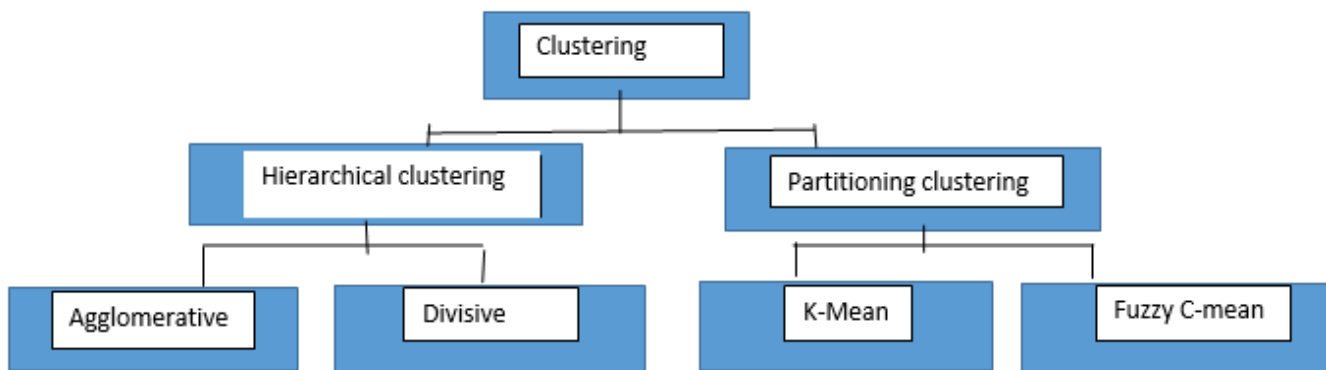 Clustering
Hierarchical clustering
Partitioning clustering
Agglomerative
Divisive
K-Mean
Fuzzy C-mean